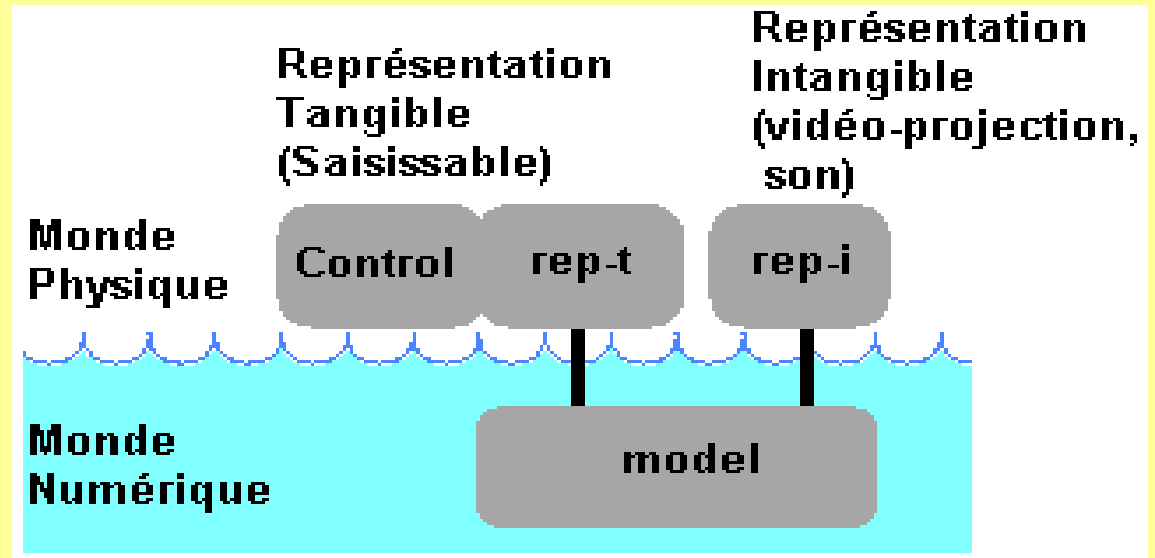 Représentation
Tangible
(Saisissable)
Représentation
Intangible
(vidéo-projection,
son)
Monde
Physique
Control
rep-t
rep-i
Monde
Numérique
model